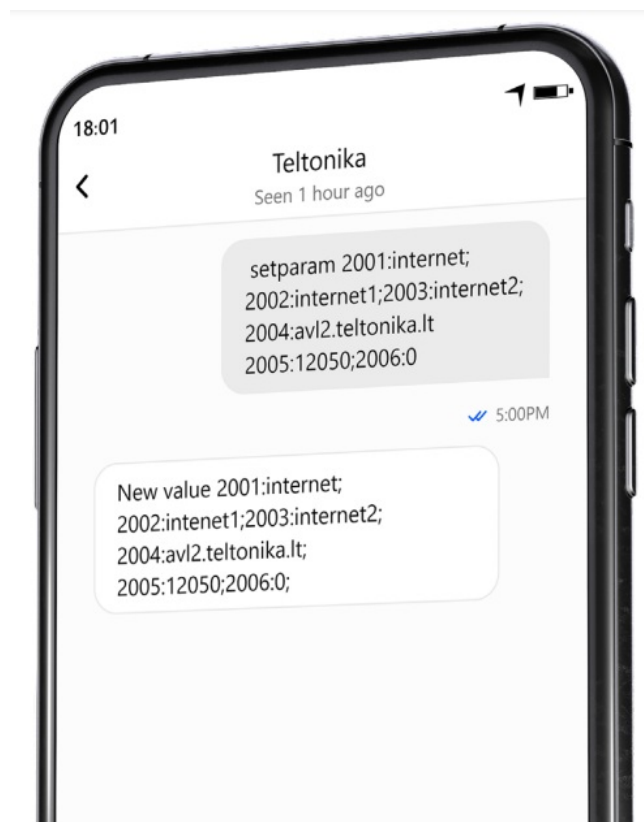 18:01
Teltonika
Seen 1 hour ago
setparam 2001:internet;
2002:internet1;2003:internet2;
2004:avl2.teltonika.lt
2005:12050;2006:0
5:00PM
New value 2001:internet;
2002:intenet1;2003:internet2;
2004:avl2.teltonika.lt;
2005:12050;2006:0;